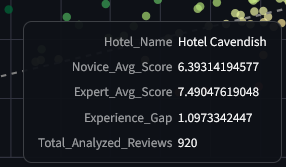 Hotel_Name Hotel Cavendish
Novice_Avg_Score 6.39314194577
Expert_Avg_Score 7.49047619048
Experience_Gap 1.0973342447
Total_Analyzed_Reviews 920